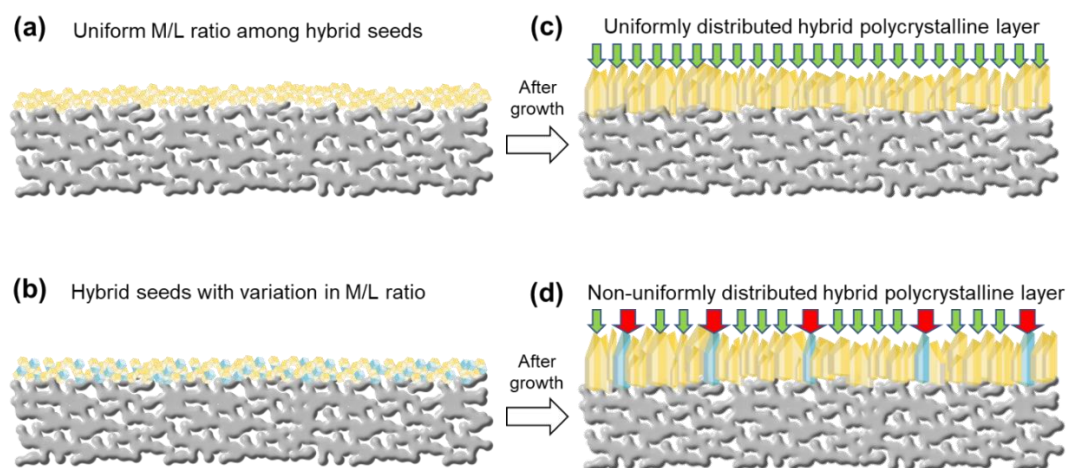 (a) Uniform M/L ratio among hybrid seeds
(c) Uniformly distributed hybrid polycrystalline layer
After
growth
(b) Hybrid seeds with variation in M/L ratio
(d) Non-uniformly distributed hybrid polycrystalline layer
After
growth